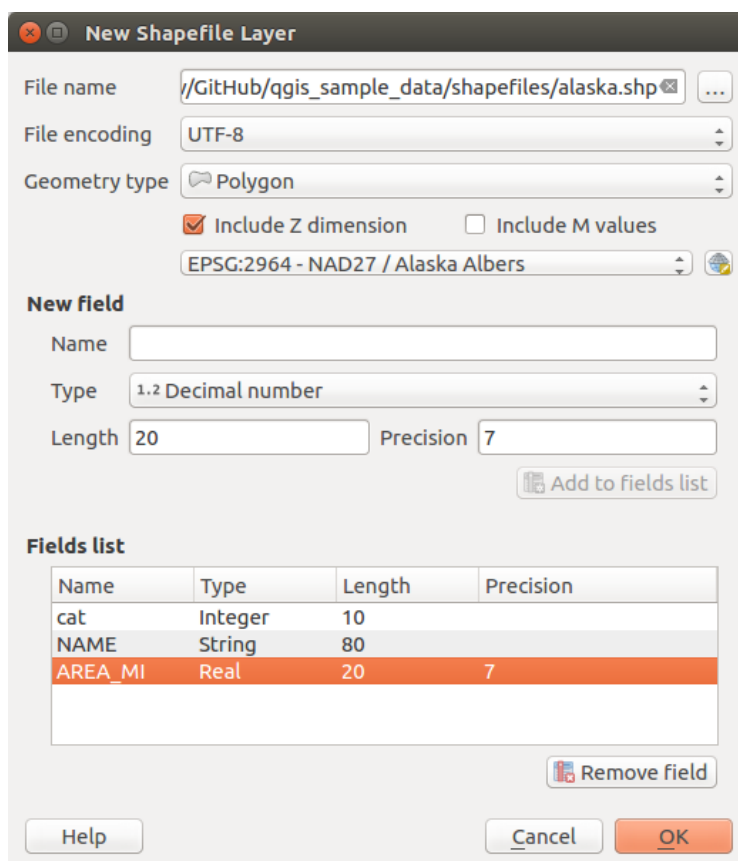 New Shapefile Layer
File name //GitHub/qgis_sample_data/shapefiles/alaska.shp ...
File encoding UTF-8
Geometry type Polygon
Include Z dimension Include M values
EPSG:2964 - NAD27 / Alaska Albers
New field
Name
Type 1.2 Decimal number
Length 20 Precision 7
Add to fields list
Fields list
Name Type Length Precision
cat Integer 10
NAME String 80
AREA_MI Real 20 7
Remove field
Help Cancel OK